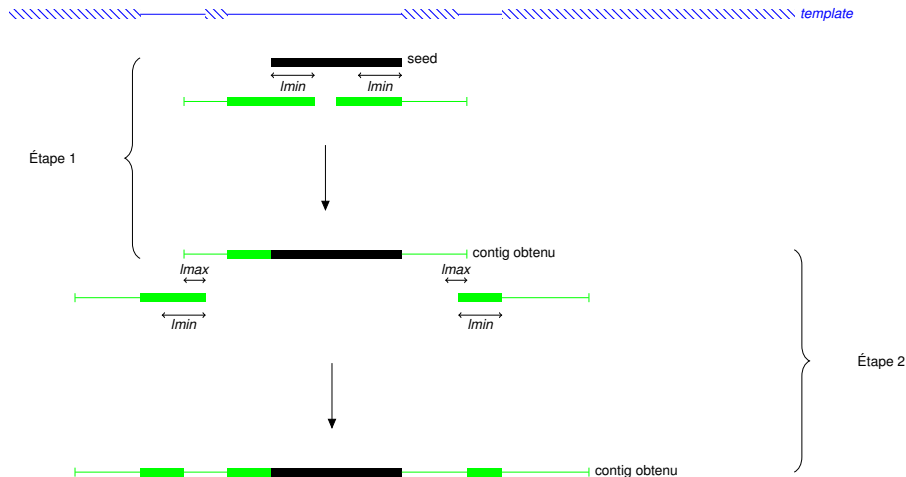 template
seed
lmin
lmin
Étape 1
contig obtenu
lmax
lmax
lmin
lmin
Étape 2
contig obtenu